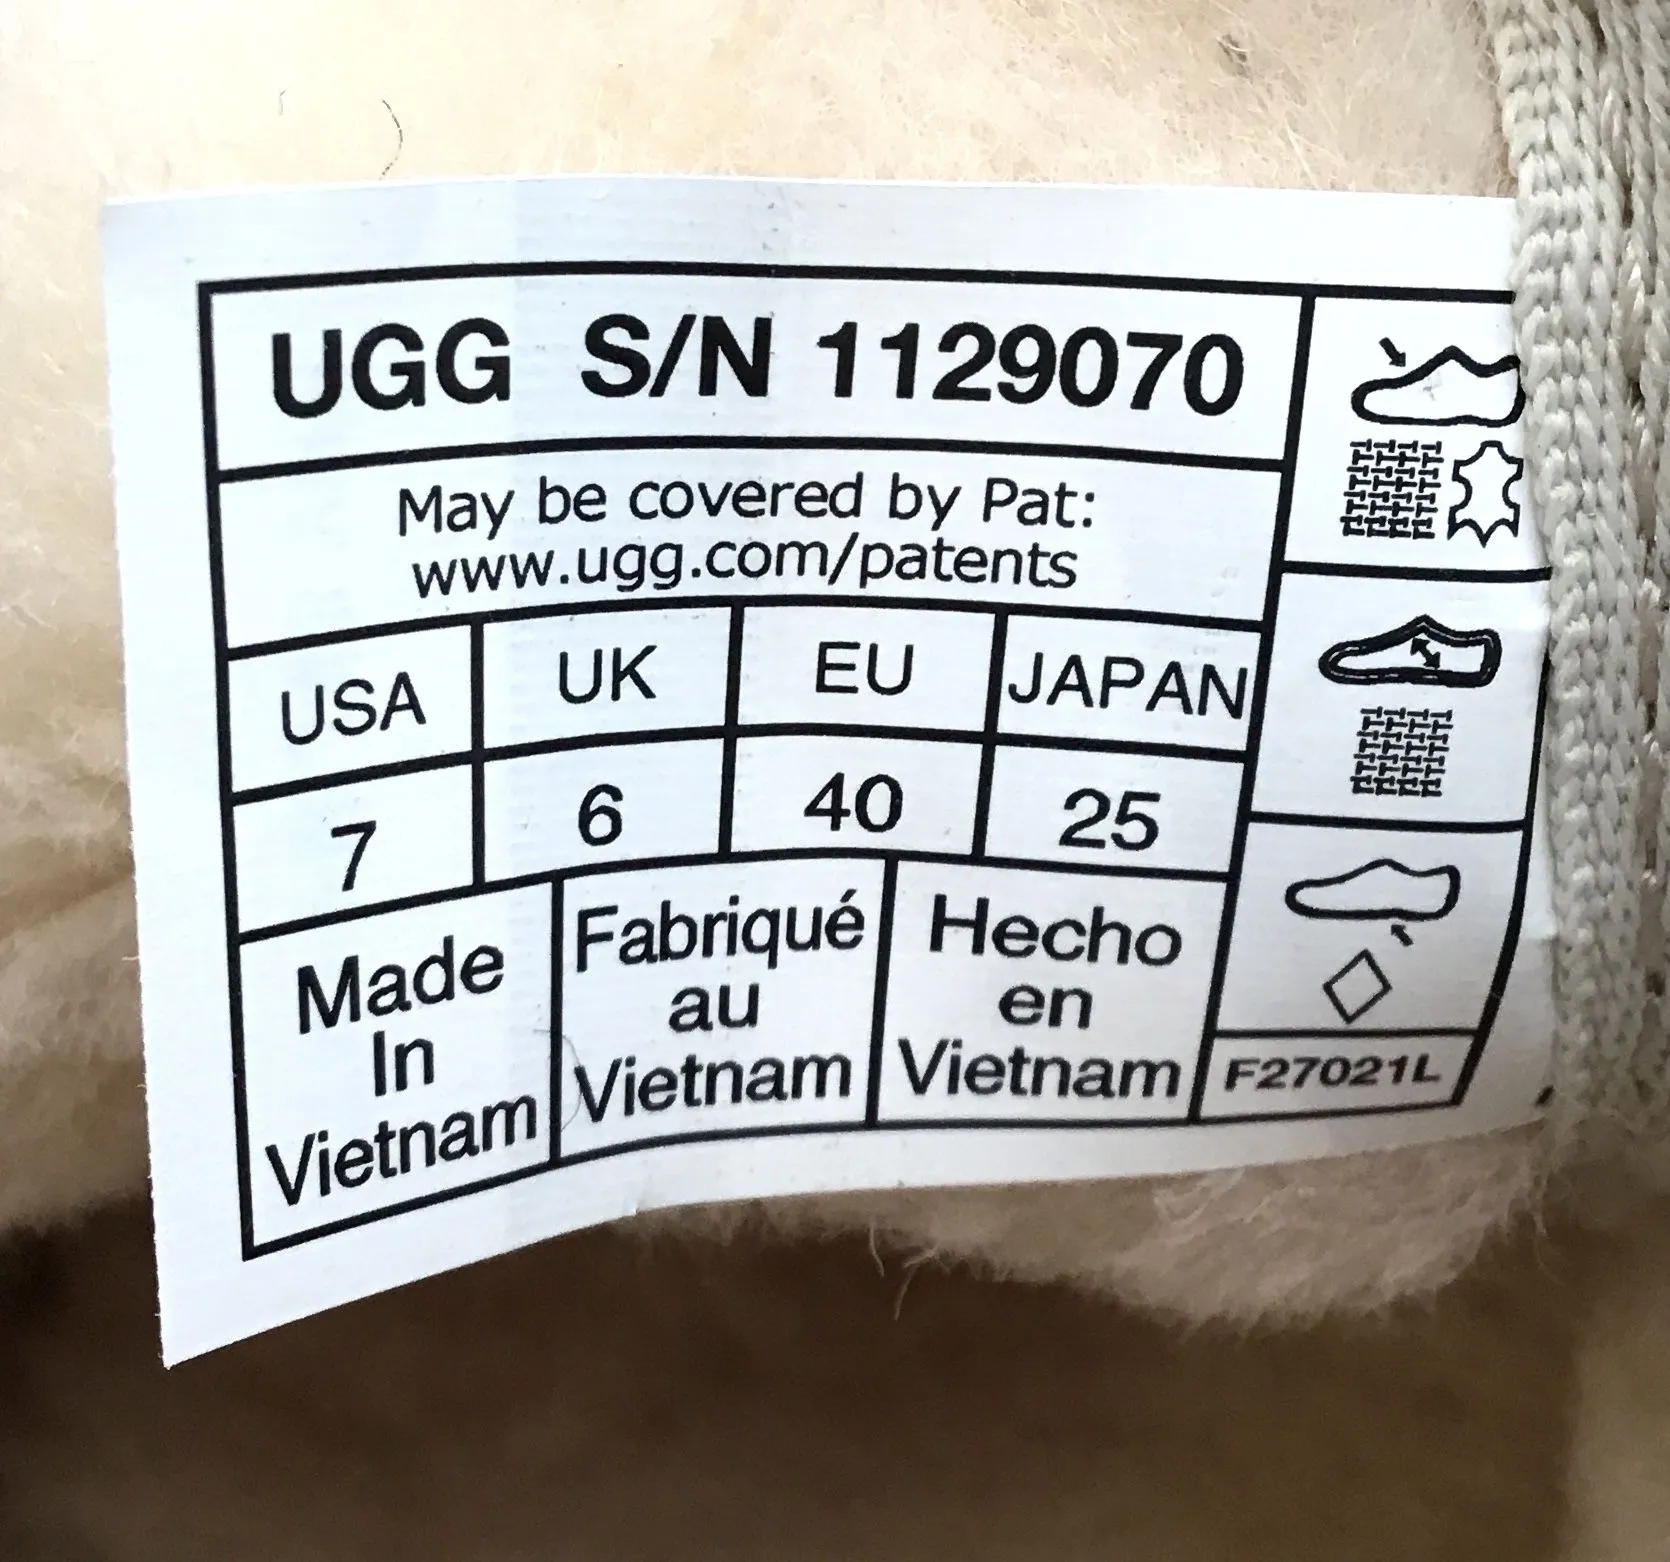 UGG S/N 1129070
May be covered by Pat:
www.ugg.com/patents
USA UK EU JAPAN
7 6 40 25
Made
In
Vietnam
Fabriqué
au
Vietnam
Hecho
en
Vietnam
F27021L